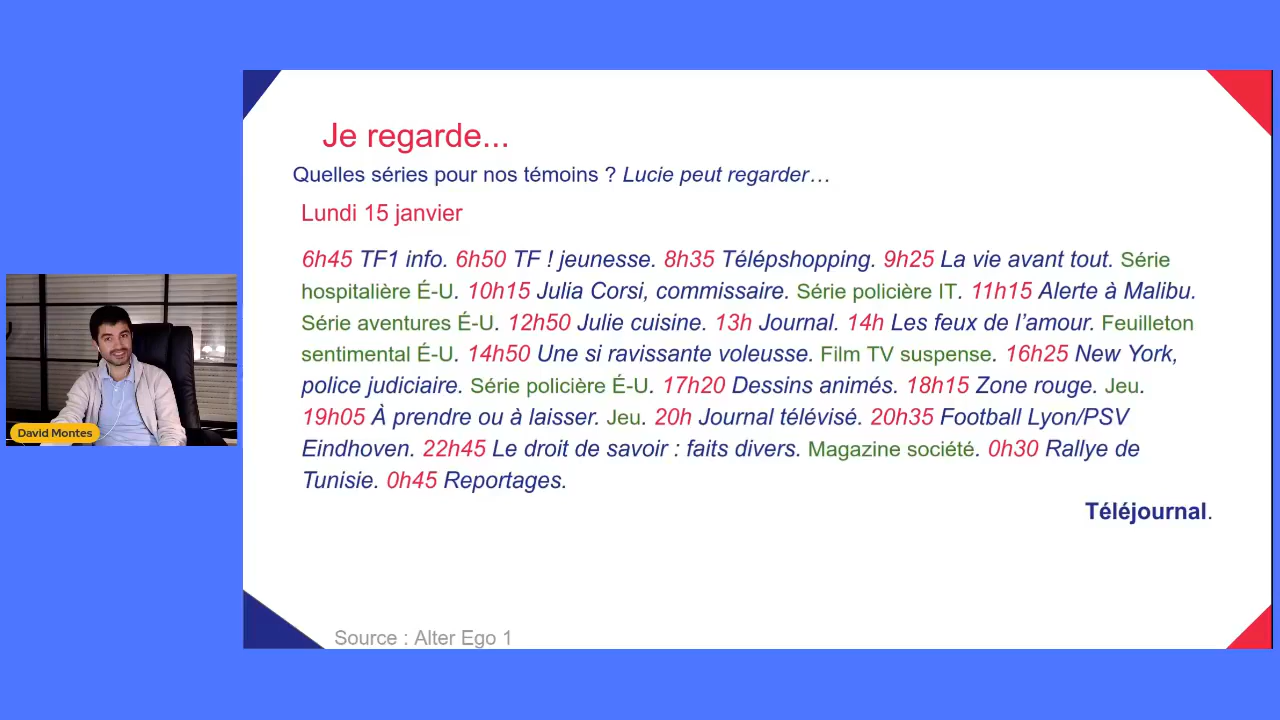 Je regarde...
Quelles séries pour nos témoins ? Lucie peut regarder…
Lundi 15 janvier
6h45 TF1 info. 6h50 TF ! jeunesse. 8h35 Télépshopping. 9h25 La vie avant tout. Série
hospitalière É-U. 10h15 Julia Corsi, commissaire. Série policière IT. 11h15 Alerte à Malibu.
Série aventures É-U. 12h50 Julie cuisine. 13h Journal. 14h Les feux de l’amour. Feuilleton
sentimental É-U. 14h50 Une si ravissante voleusse. Film TV suspense. 16h25 New York,
police judiciaire. Série policière É-U. 17h20 Dessins animés. 18h15 Zone rouge. Jeu.
19h05 À prendre ou à laisser. Jeu. 20h Journal télévisé. 20h35 Football Lyon/PSV
Eindhoven. 22h45 Le droit de savoir : faits divers. Magazine société. 0h30 Rallye de
Tunisie. 0h45 Reportages.
Téléjournal.
David Montes
Source : Alter Ego 1